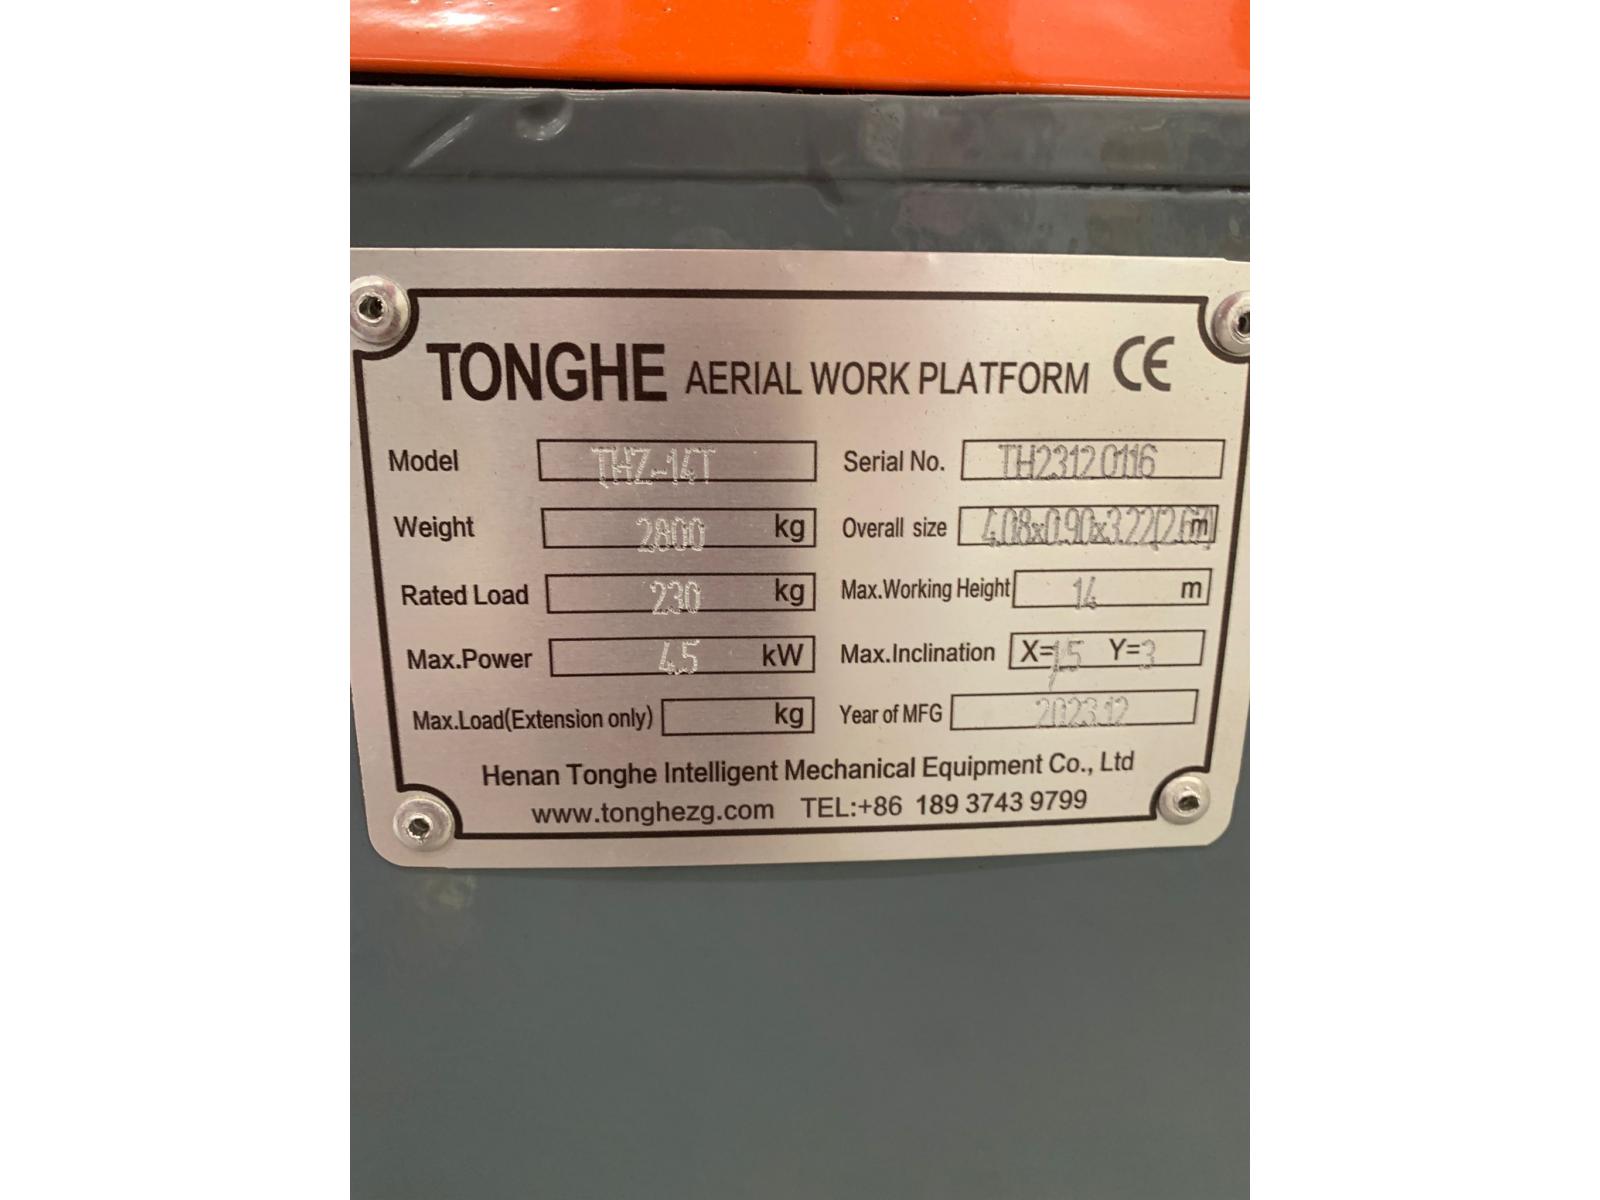 TONGHE AERIAL WORK PLATFORM CE
Model THZ-14T Serial No. TH23120116
Weight 2800 kg Overall size 4.08x0.90x3.22(2.67) m
Rated Load 230 kg Max.Working Height 14 m
Max.Power 4.5 kW Max.Inclination X=1.5 Y=3
Max.Load(Extension only) kg Year of MFG 2023.12
Henan Tonghe Intelligent Mechanical Equipment Co., Ltd
www.tonghezg.com TEL:+86 189 3743 9799